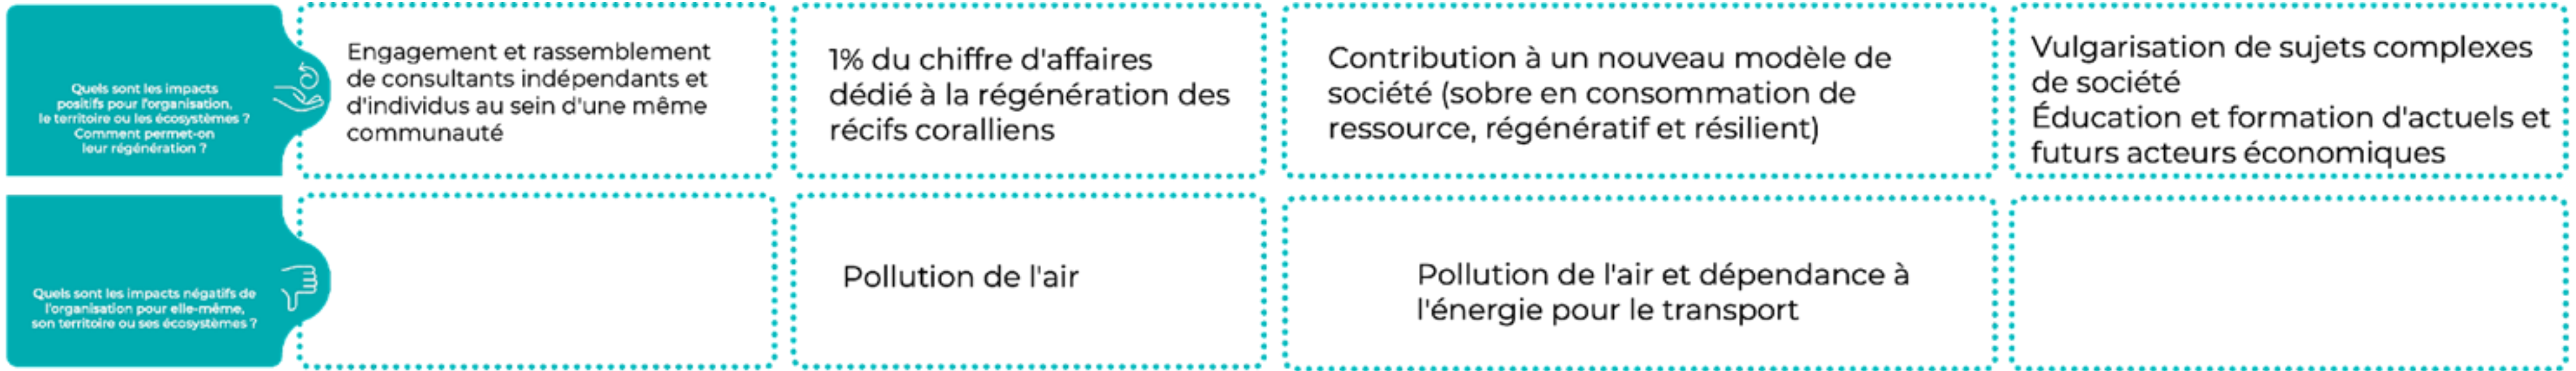 Quels sont les impacts
positifs pour l'organisation,
le territoire ou les écosystèmes ?
Comment permet-on
leur régénération ?
Engagement et rassemblement
de consultants indépendants et
d'individus au sein d'une même
communauté
1% du chiffre d'affaires
dédié à la régénération des
récifs coralliens
Contribution à un nouveau modèle de
société (sobre en consommation de
ressource, régénératif et résilient)
Vulgarisation de sujets complexes
de société
Éducation et formation d'actuels et
futurs acteurs économiques
Quels sont les impacts négatifs de
l'organisation pour elle-même,
son territoire ou ses écosystèmes ?
Pollution de l'air
Pollution de l'air et dépendance à
l'énergie pour le transport